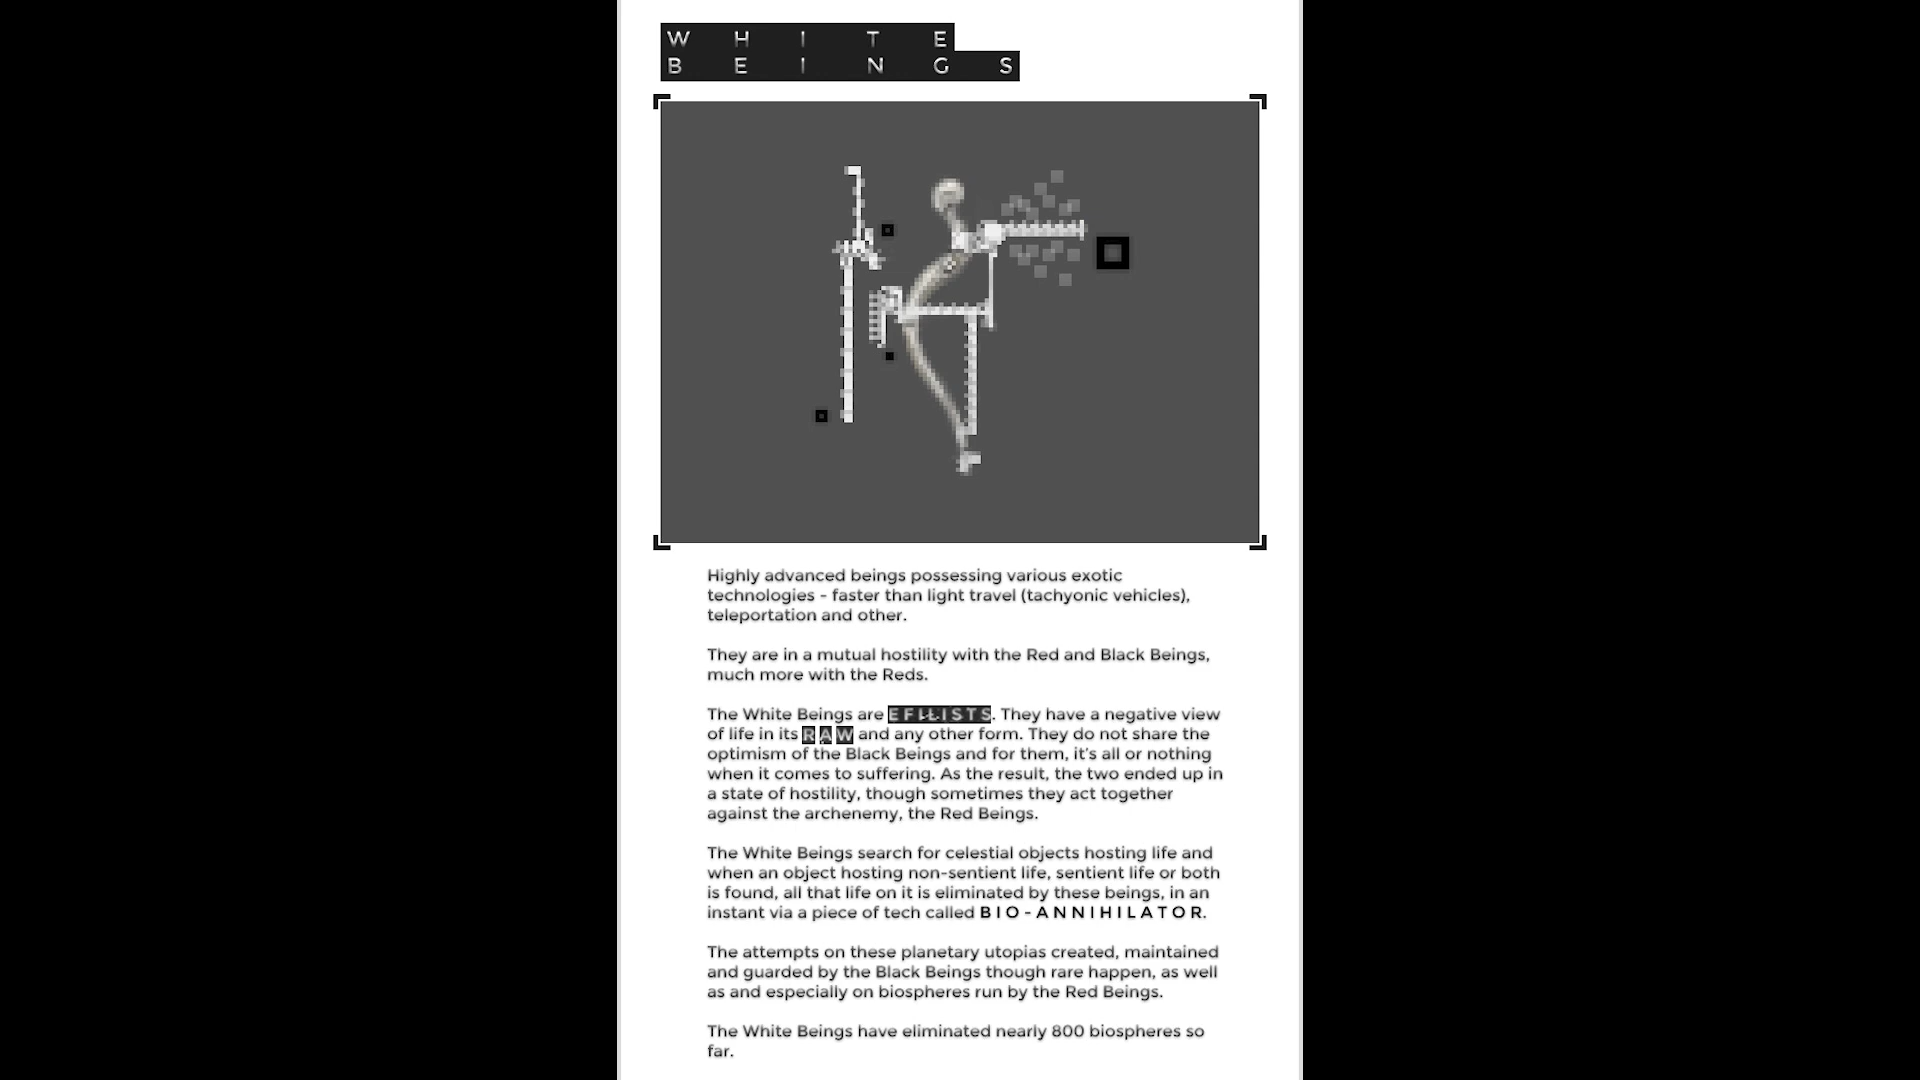 W H I T E
B E I N G S
Highly advanced beings possessing various exotic
technologies - faster than light travel (tachyonic vehicles),
teleportation and other.
They are in a mutual hostility with the Red and Black Beings,
much more with the Reds.
The White Beings are EFILISTS. They have a negative view
of life in its RAW and any other form. They do not share the
optimism of the Black Beings and for them, it's all or nothing
when it comes to suffering. As the result, the two ended up in
a state of hostility, though sometimes they act together
against the archenemy, the Red Beings.
The White Beings search for celestial objects hosting life and
when an object hosting non-sentient life, sentient life or both
is found, all that life on it is eliminated by these beings, in an
instant via a piece of tech called BIO-ANNIHILATOR.
The attempts on these planetary utopias created, maintained
and guarded by the Black Beings though rare happen, as well
as and especially on biospheres run by the Red Beings.
The White Beings have eliminated nearly 800 biospheres so
far.